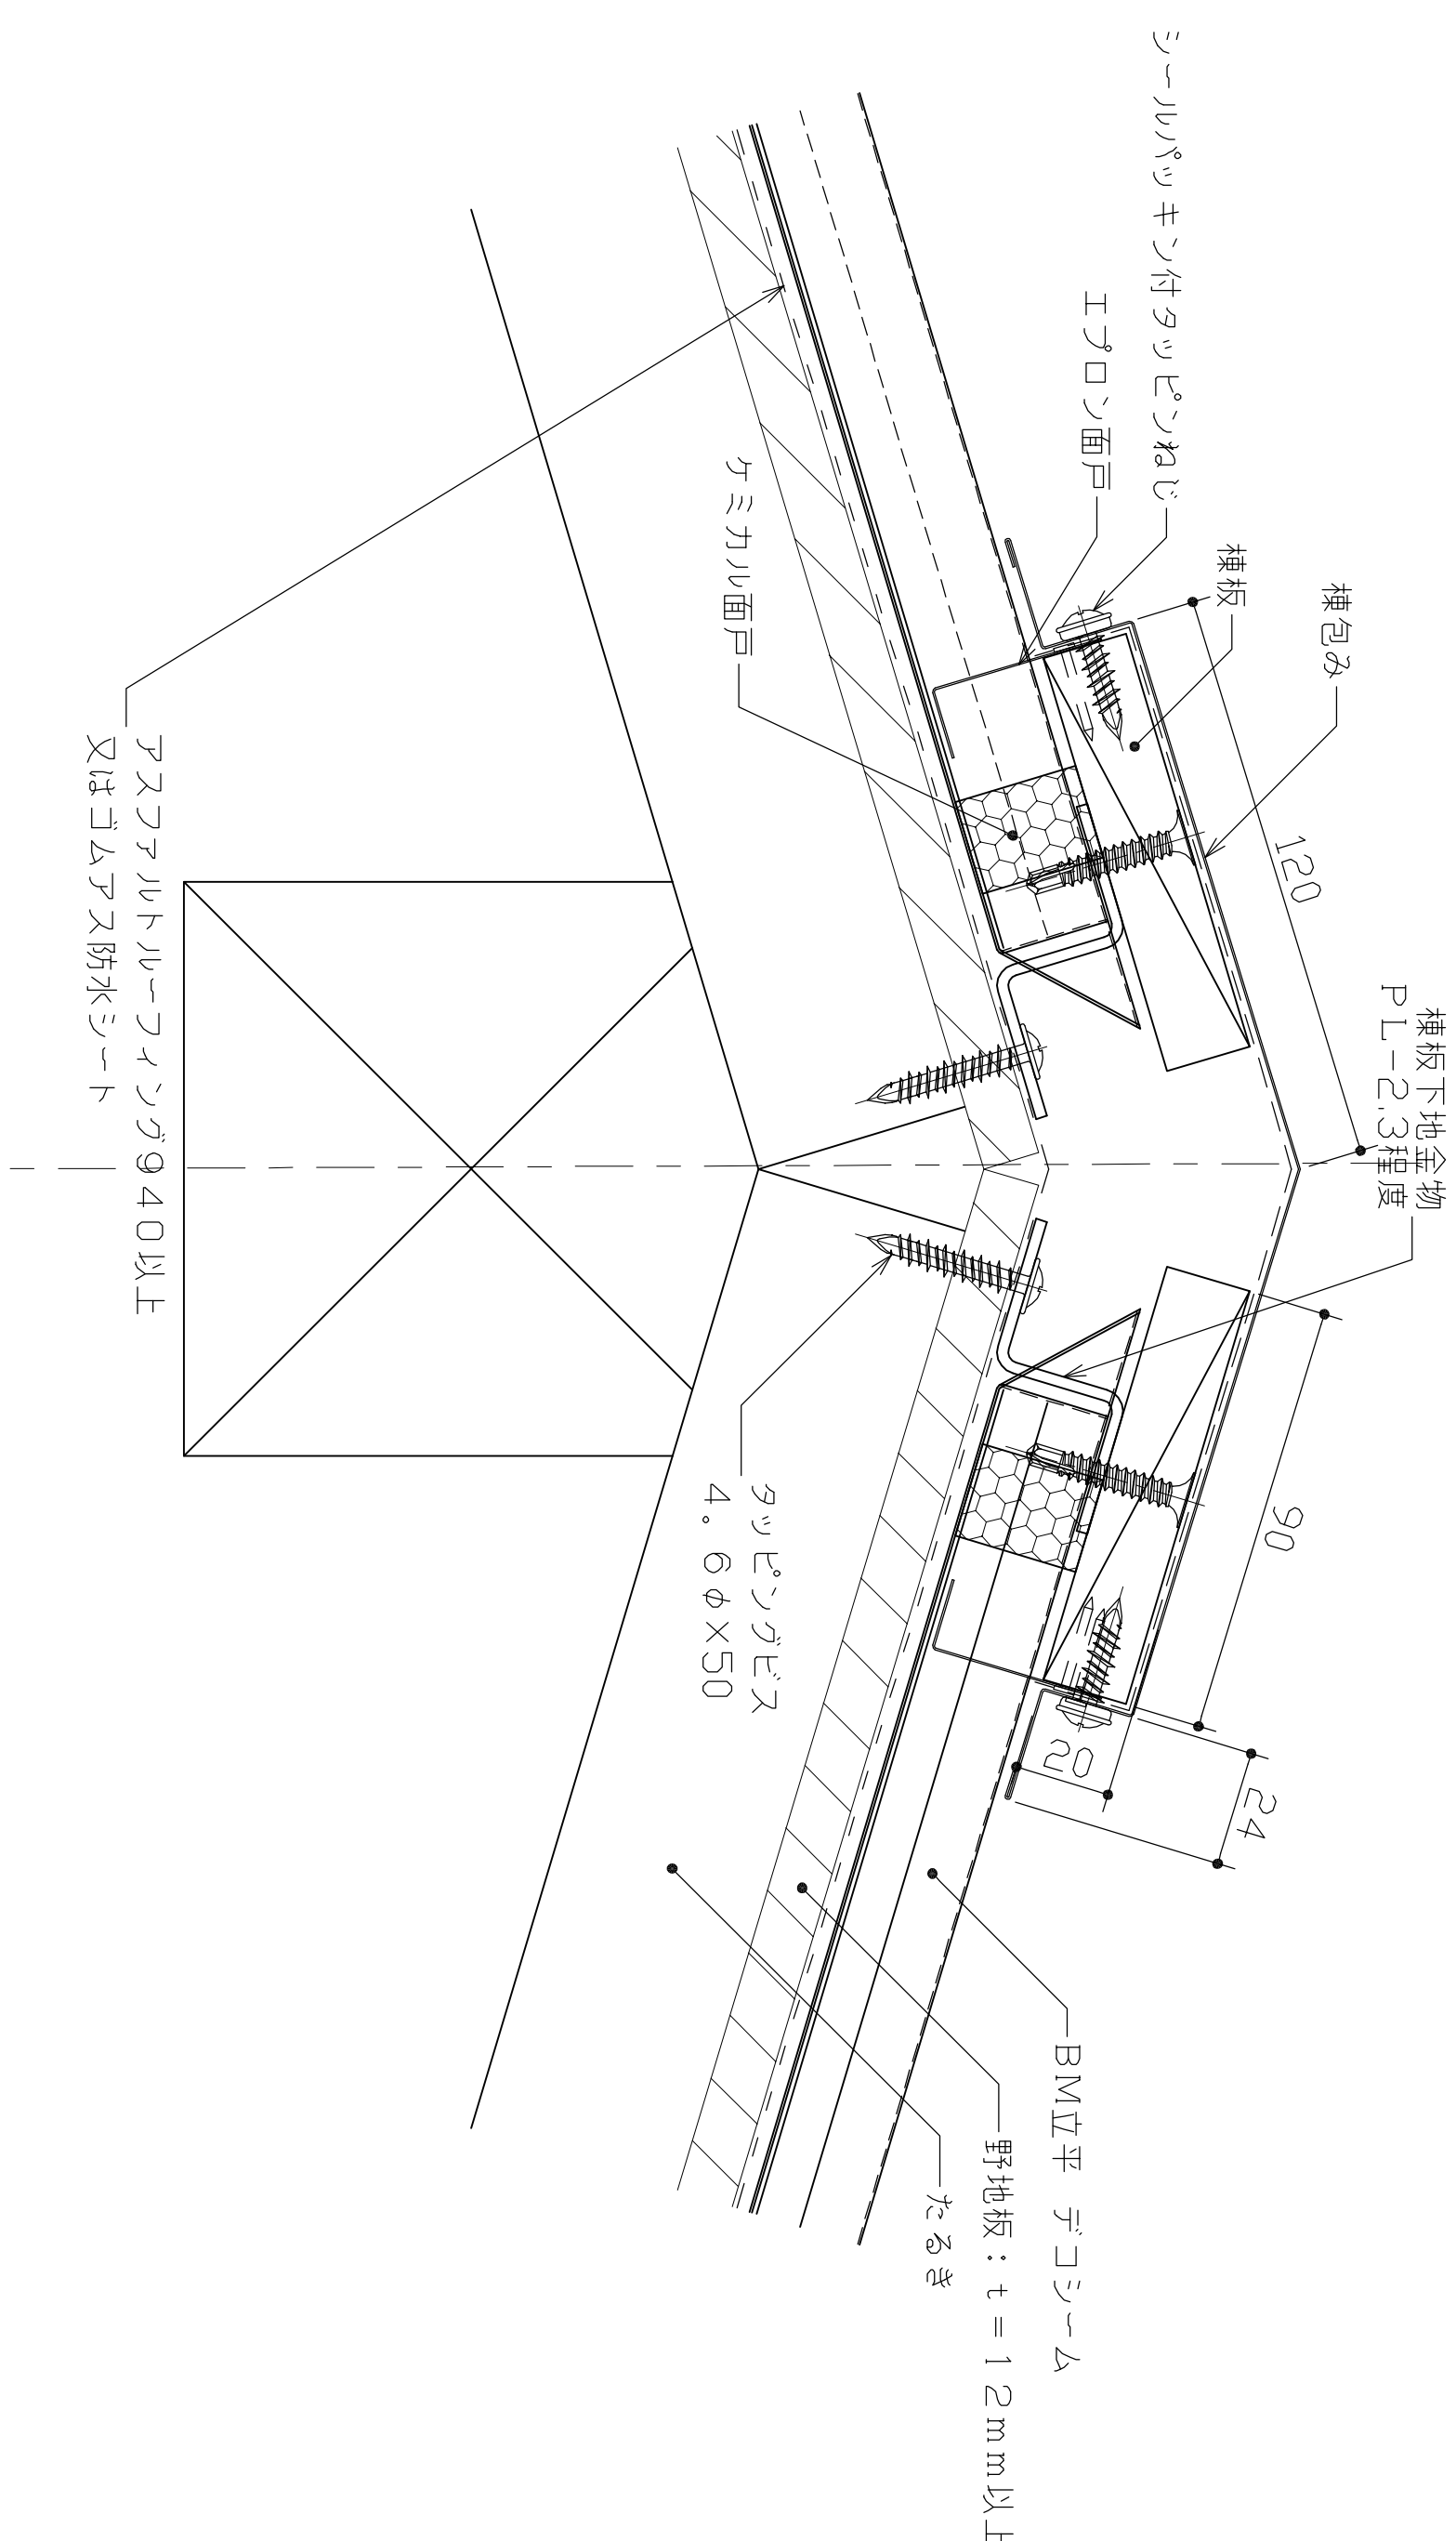 棟板下地金物
PL-2.3程度
棟包み
120
棟板
シールパッキン付タッピンねじ
エプロン面戸
ケミカル面戸
90
24
20
BM立平 デコシーム
野地板：t=12mm以上
たるき
タッピングビス
4.6φ×50
アスファルトルーフィング940以上
又はゴムアス防水シート